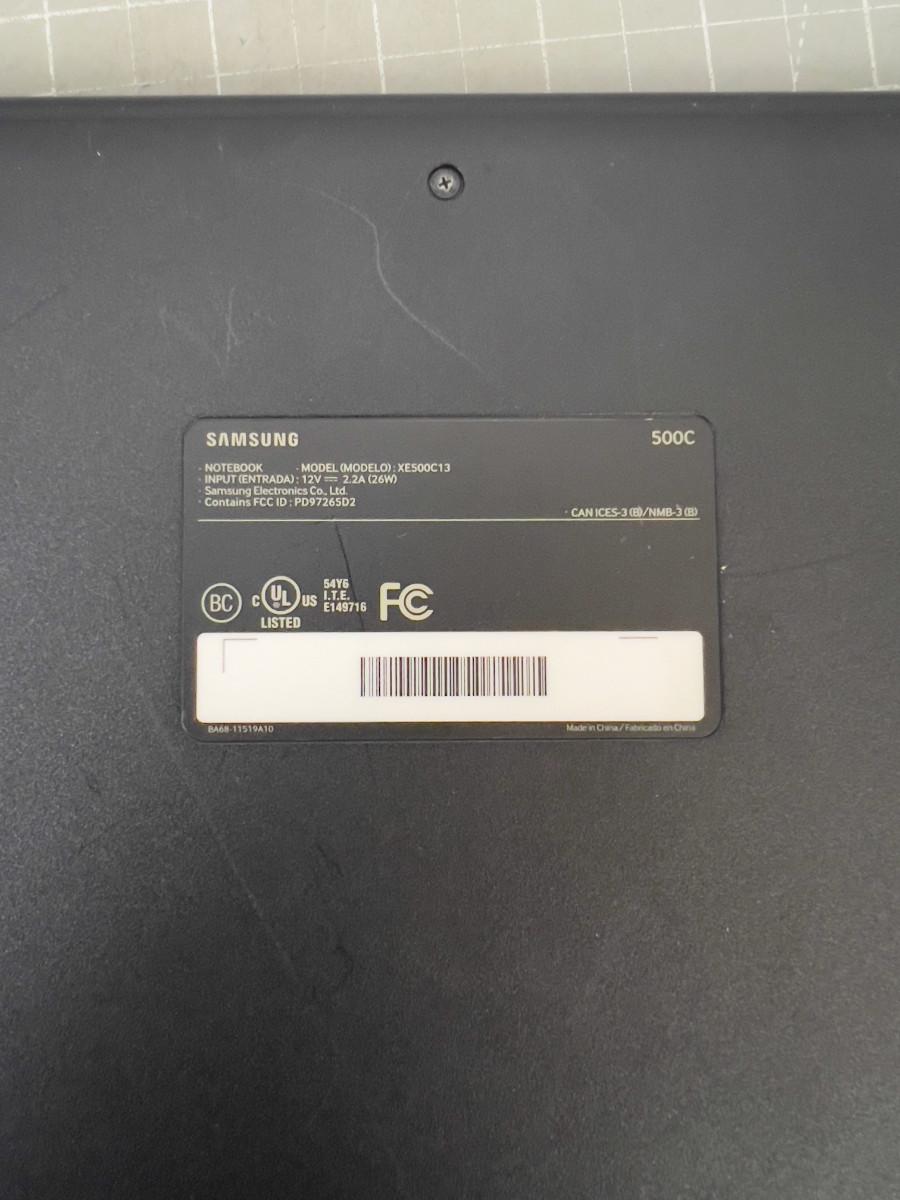 SAMSUNG 500C
· NOTEBOOK · MODEL (MODELO) : XE500C13
· INPUT (ENTRADA) : 12V ⎓ 2.2A (26W)
· Samsung Electronics Co., Ltd.
· Contains FCC ID : PD97265D2
· CAN ICES-3 (B)/NMB-3 (B)
BC
C UL US
LISTED
54Y6
I.T.E.
E149716
FC
BA68-11519A10 Made in China / Fabricado en China